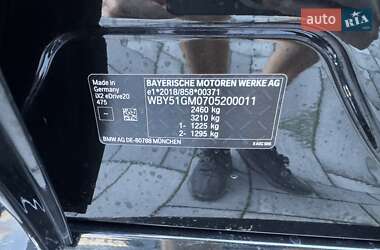 auto RIA
Made in
Germany
iX2 eDrive20
475
BAYERISCHE MOTOREN WERKE AG
e1*2018/858*00371
WBY51GM0705200011
2460 kg
3210 kg
1- 1225 kg
2- 1295 kg
BMW AG DE-80788 MÜNCHEN